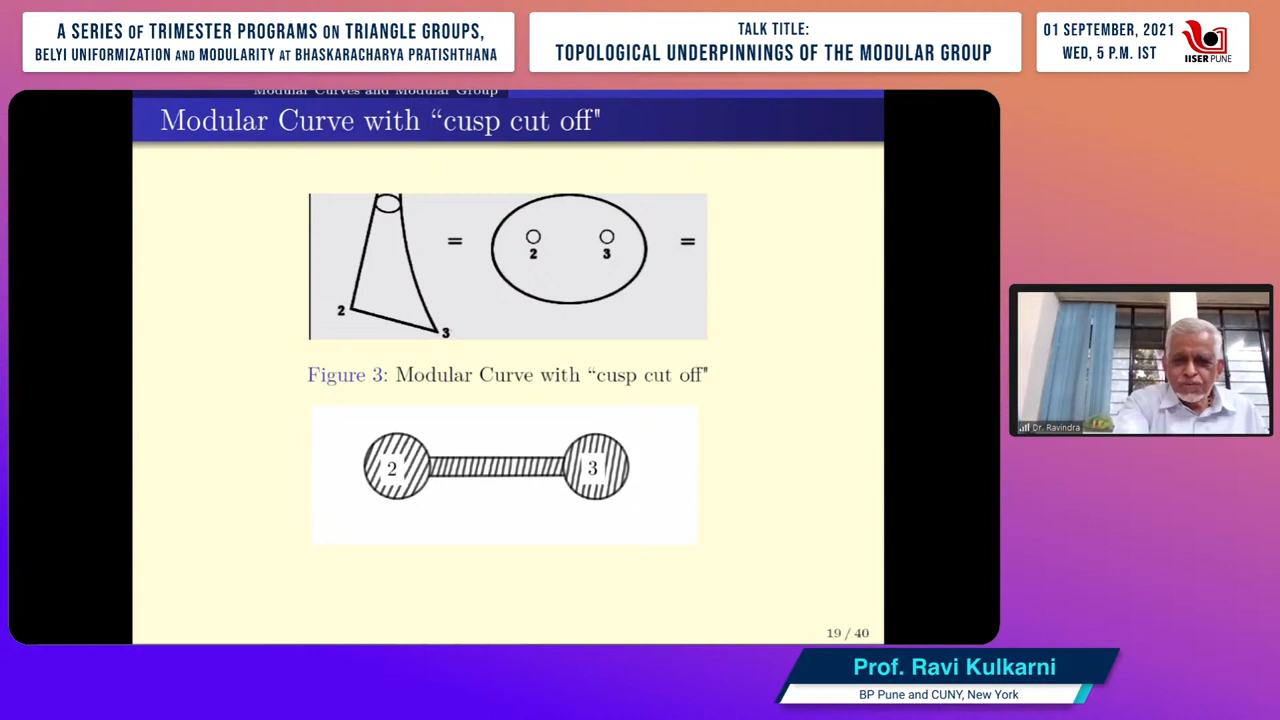 A SERIES OF TRIMESTER PROGRAMS ON TRIANGLE GROUPS,
BELYI UNIFORMIZATION AND MODULARITY AT BHASKARACHARYA PRATISHTHANA
TALK TITLE:
TOPOLOGICAL UNDERPINNINGS OF THE MODULAR GROUP
01 SEPTEMBER, 2021
WED, 5 P.M. IST
IISER PUNE
Modular Curves and Modular Group
Modular Curve with “cusp cut off"
= =
2 3
2 3
Figure 3: Modular Curve with “cusp cut off"
2 3
Dr. Ravindra
19 / 40
Prof. Ravi Kulkarni
BP Pune and CUNY, New York